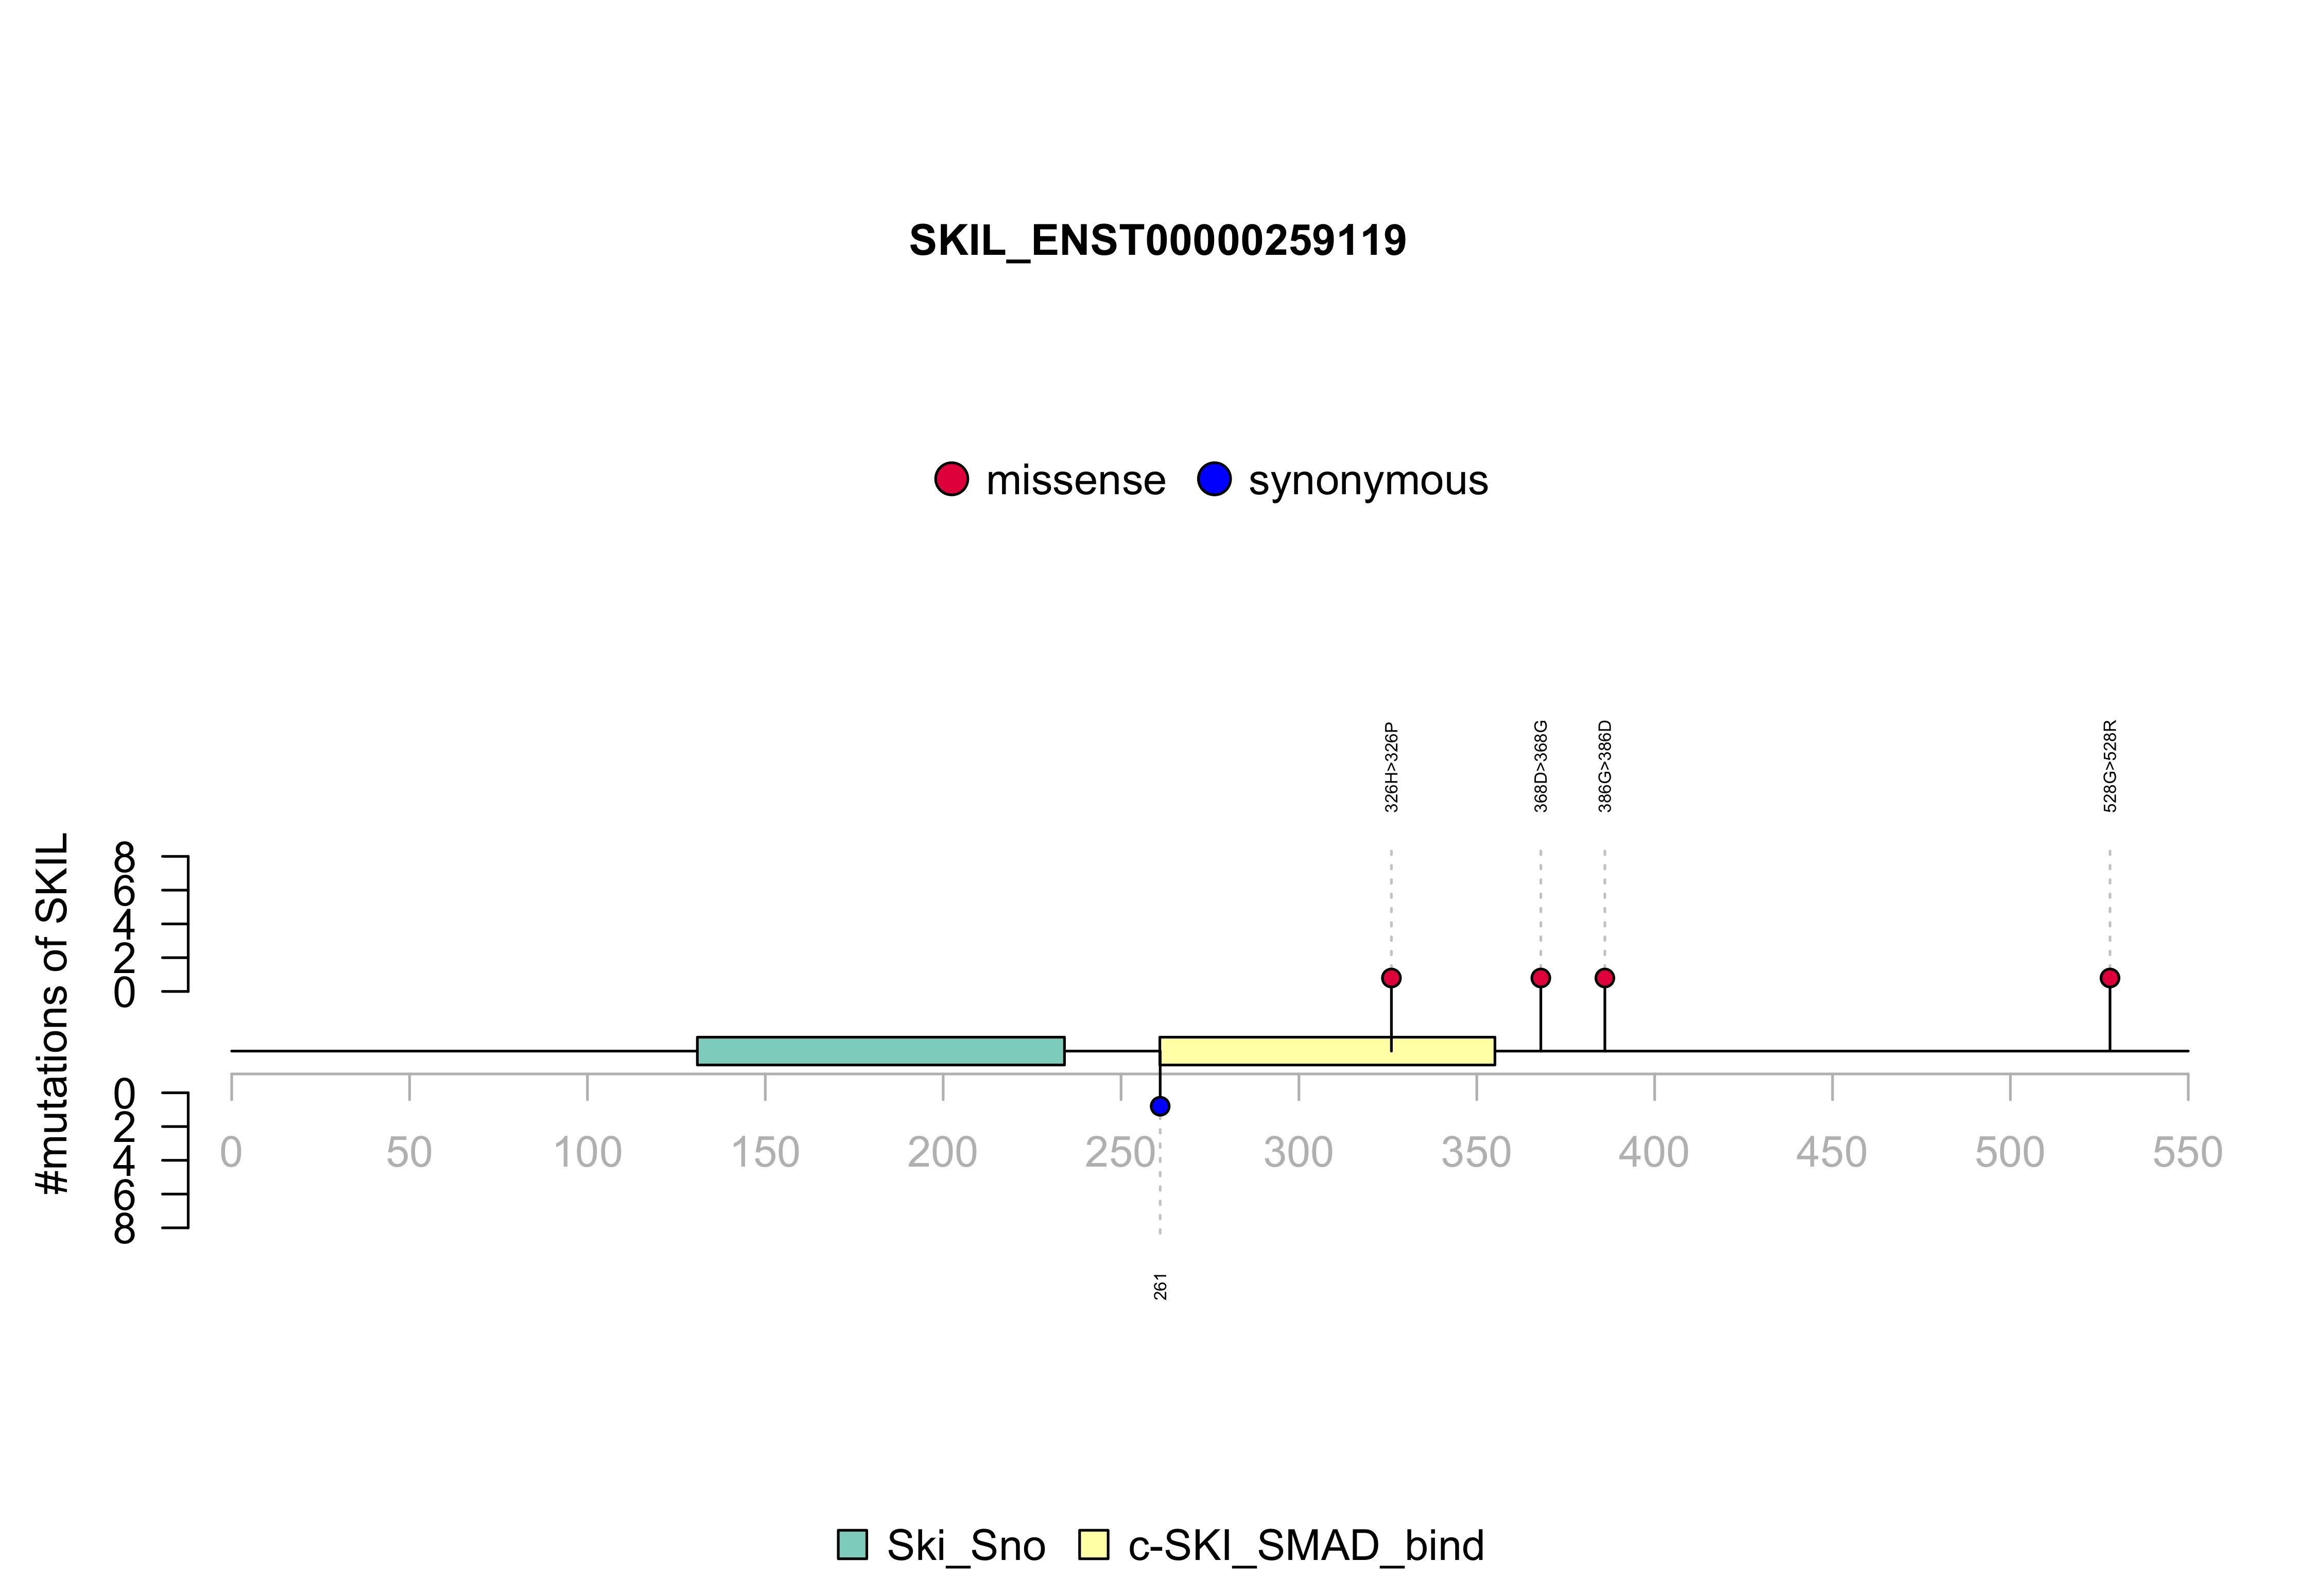 SKIL_ENST00000259119
missense synonymous
326H>326P
368D>368G
386G>386D
528G>528R
#mutations of SKIL
8
6
4
2
0
0
2
4
6
8
0 50 100 150 200 250 300 350 400 450 500 550
261
Ski_Sno c-SKI_SMAD_bind